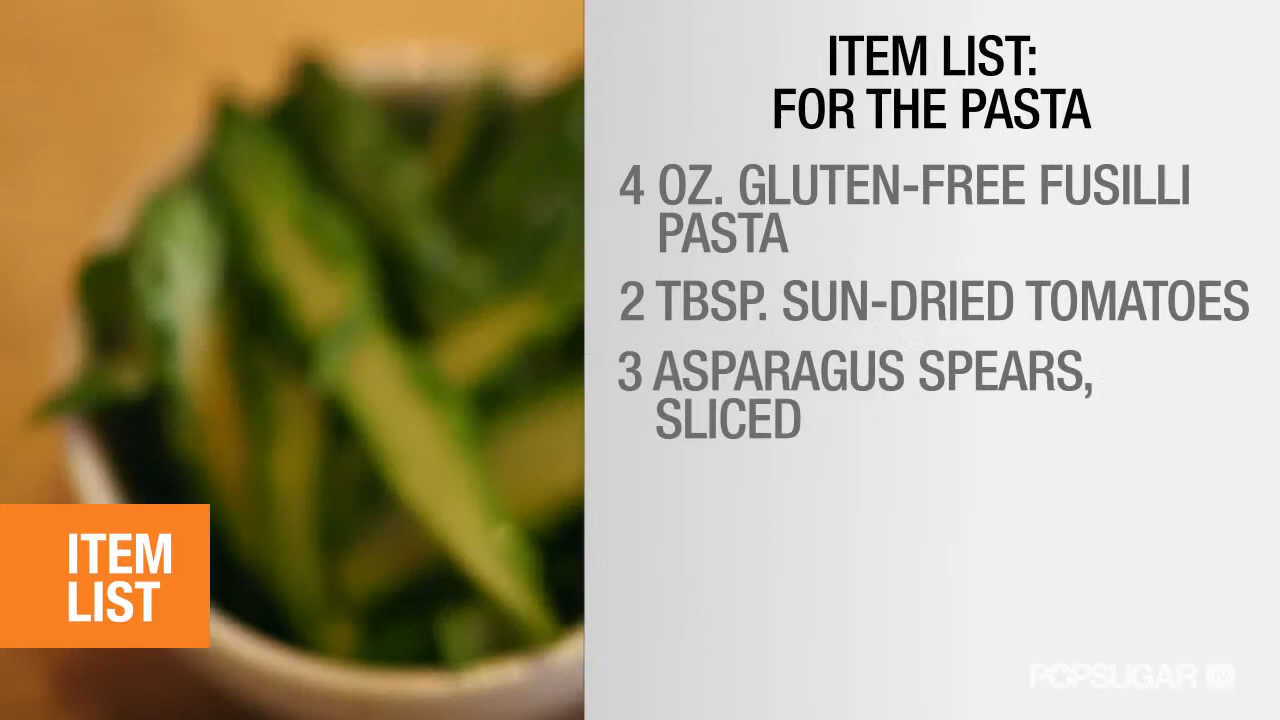 ITEM LIST:
FOR THE PASTA
4 OZ. GLUTEN-FREE FUSILLI
PASTA
2 TBSP. SUN-DRIED TOMATOES
3 ASPARAGUS SPEARS,
SLICED
ITEM
LIST
POPSUGAR